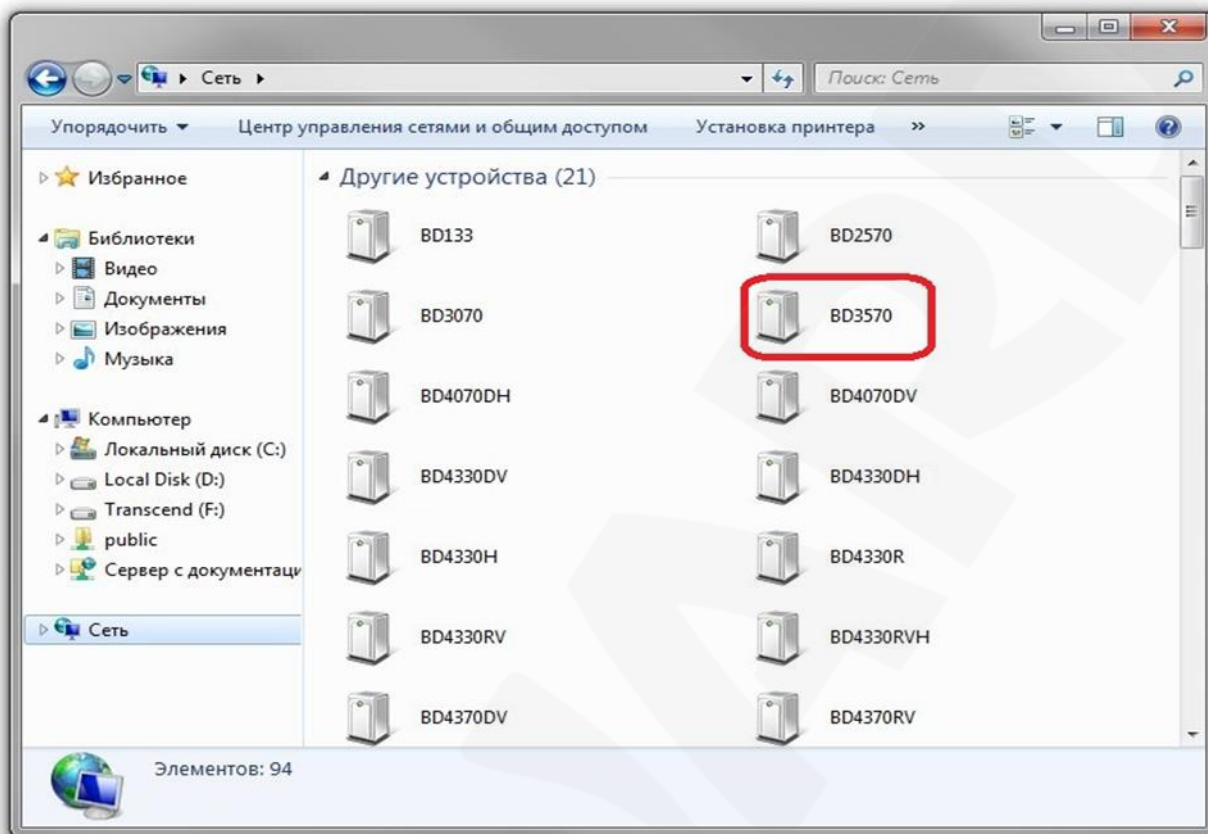 Сеть
Поиск: Сеть
Упорядочить
Центр управления сетями и общим доступом
Установка принтера
»
Избранное
Библиотеки
Видео
Документы
Изображения
Музыка
Компьютер
Локальный диск (C:)
Local Disk (D:)
Transcend (F:)
public
Сервер с документаци
Сеть
Другие устройства (21)
BD133
BD2570
BD3070
BD3570
BD4070DH
BD4070DV
BD4330DV
BD4330DH
BD4330H
BD4330R
BD4330RV
BD4330RVH
BD4370DV
BD4370RV
Элементов: 94